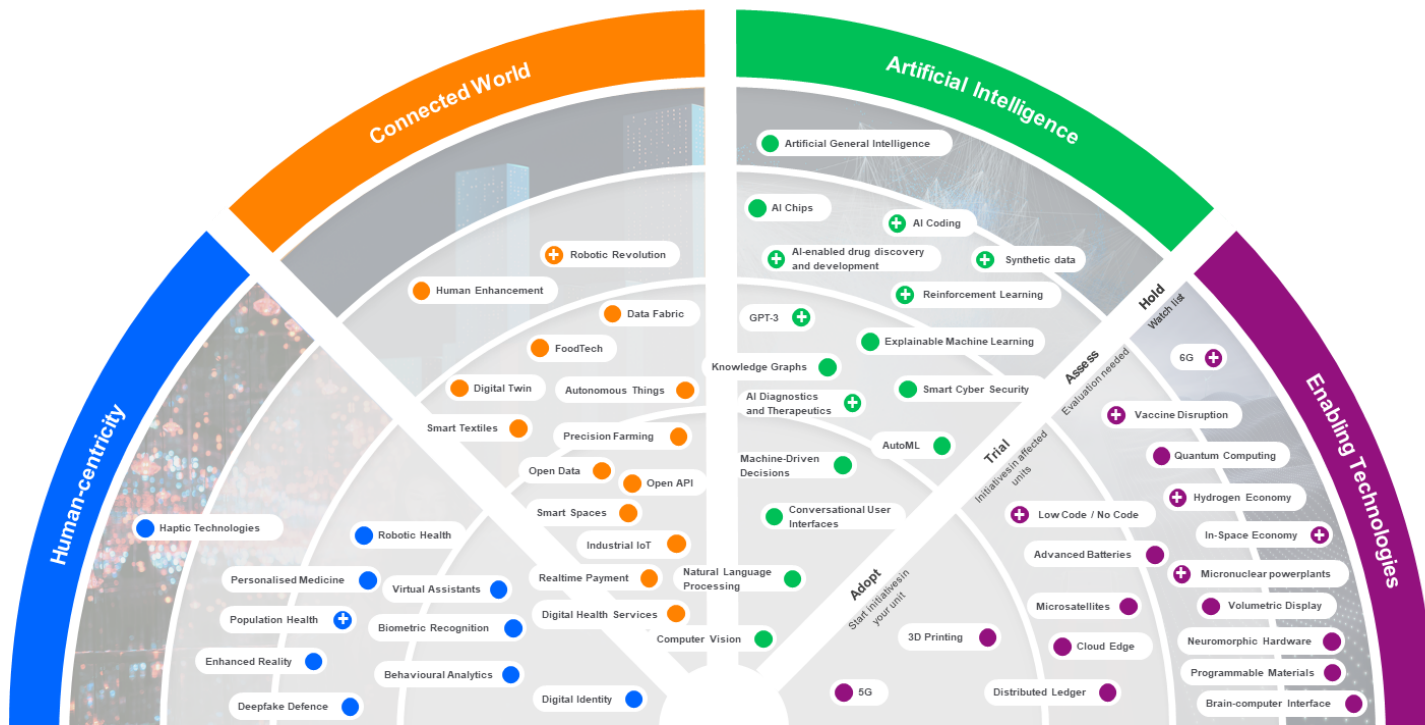 Human-centricity
Haptic Technologies
Robotic Health
Personalised Medicine
Virtual Assistants
Population Health
Biometric Recognition
Enhanced Reality
Behavioural Analytics
Deepfake Defence
Digital Identity
Connected World
Robotic Revolution
Human Enhancement
Data Fabric
FoodTech
Digital Twin
Autonomous Things
Smart Textiles
Precision Farming
Open Data
Open API
Smart Spaces
Industrial IoT
Realtime Payment
Digital Health Services
Artificial Intelligence
Artificial General Intelligence
AI Chips
AI Coding
AI-enabled drug discovery
and development
Synthetic data
Reinforcement Learning
GPT-3
Explainable Machine Learning
Knowledge Graphs
Smart Cyber Security
AI Diagnostics
and Therapeutics
AutoML
Machine-Driven
Decisions
Conversational User
Interfaces
Natural Language
Processing
Computer Vision
Hold
Watch list
Assess
Evaluation needed
Trial
Initiatives in affected
units
Adopt
Start initiatives in
your unit
Enabling Technologies
6G
Vaccine Disruption
Quantum Computing
Hydrogen Economy
Low Code / No Code
In-Space Economy
Advanced Batteries
Micronuclear powerplants
Microsatellites
Volumetric Display
3D Printing
Cloud Edge
Neuromorphic Hardware
Programmable Materials
5G
Distributed Ledger
Brain-computer Interface